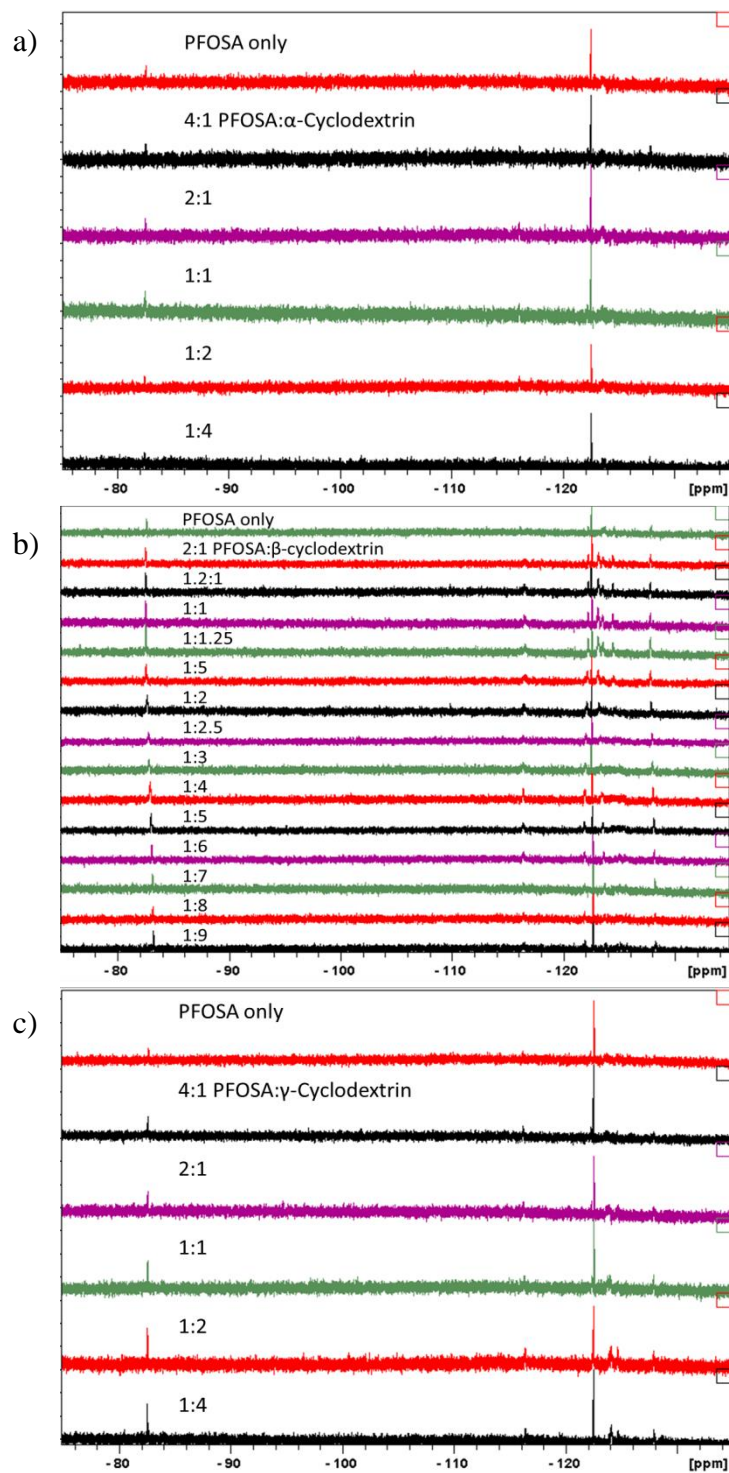 a)
PFOSA only
4:1 PFOSA:α-Cyclodextrin
2:1
1:1
1:2
1:4
- 80 - 90 - 100 - 110 - 120 [ppm]
b)
PFOSA only
2:1 PFOSA:β-cyclodextrin
1.2:1
1:1
1:1.25
1:5
1:2
1:2.5
1:3
1:4
1:5
1:6
1:7
1:8
1:9
- 80 - 90 - 100 - 110 - 120 [ppm]
c)
PFOSA only
4:1 PFOSA:γ-Cyclodextrin
2:1
1:1
1:2
1:4
- 80 - 90 - 100 - 110 - 120 [ppm]